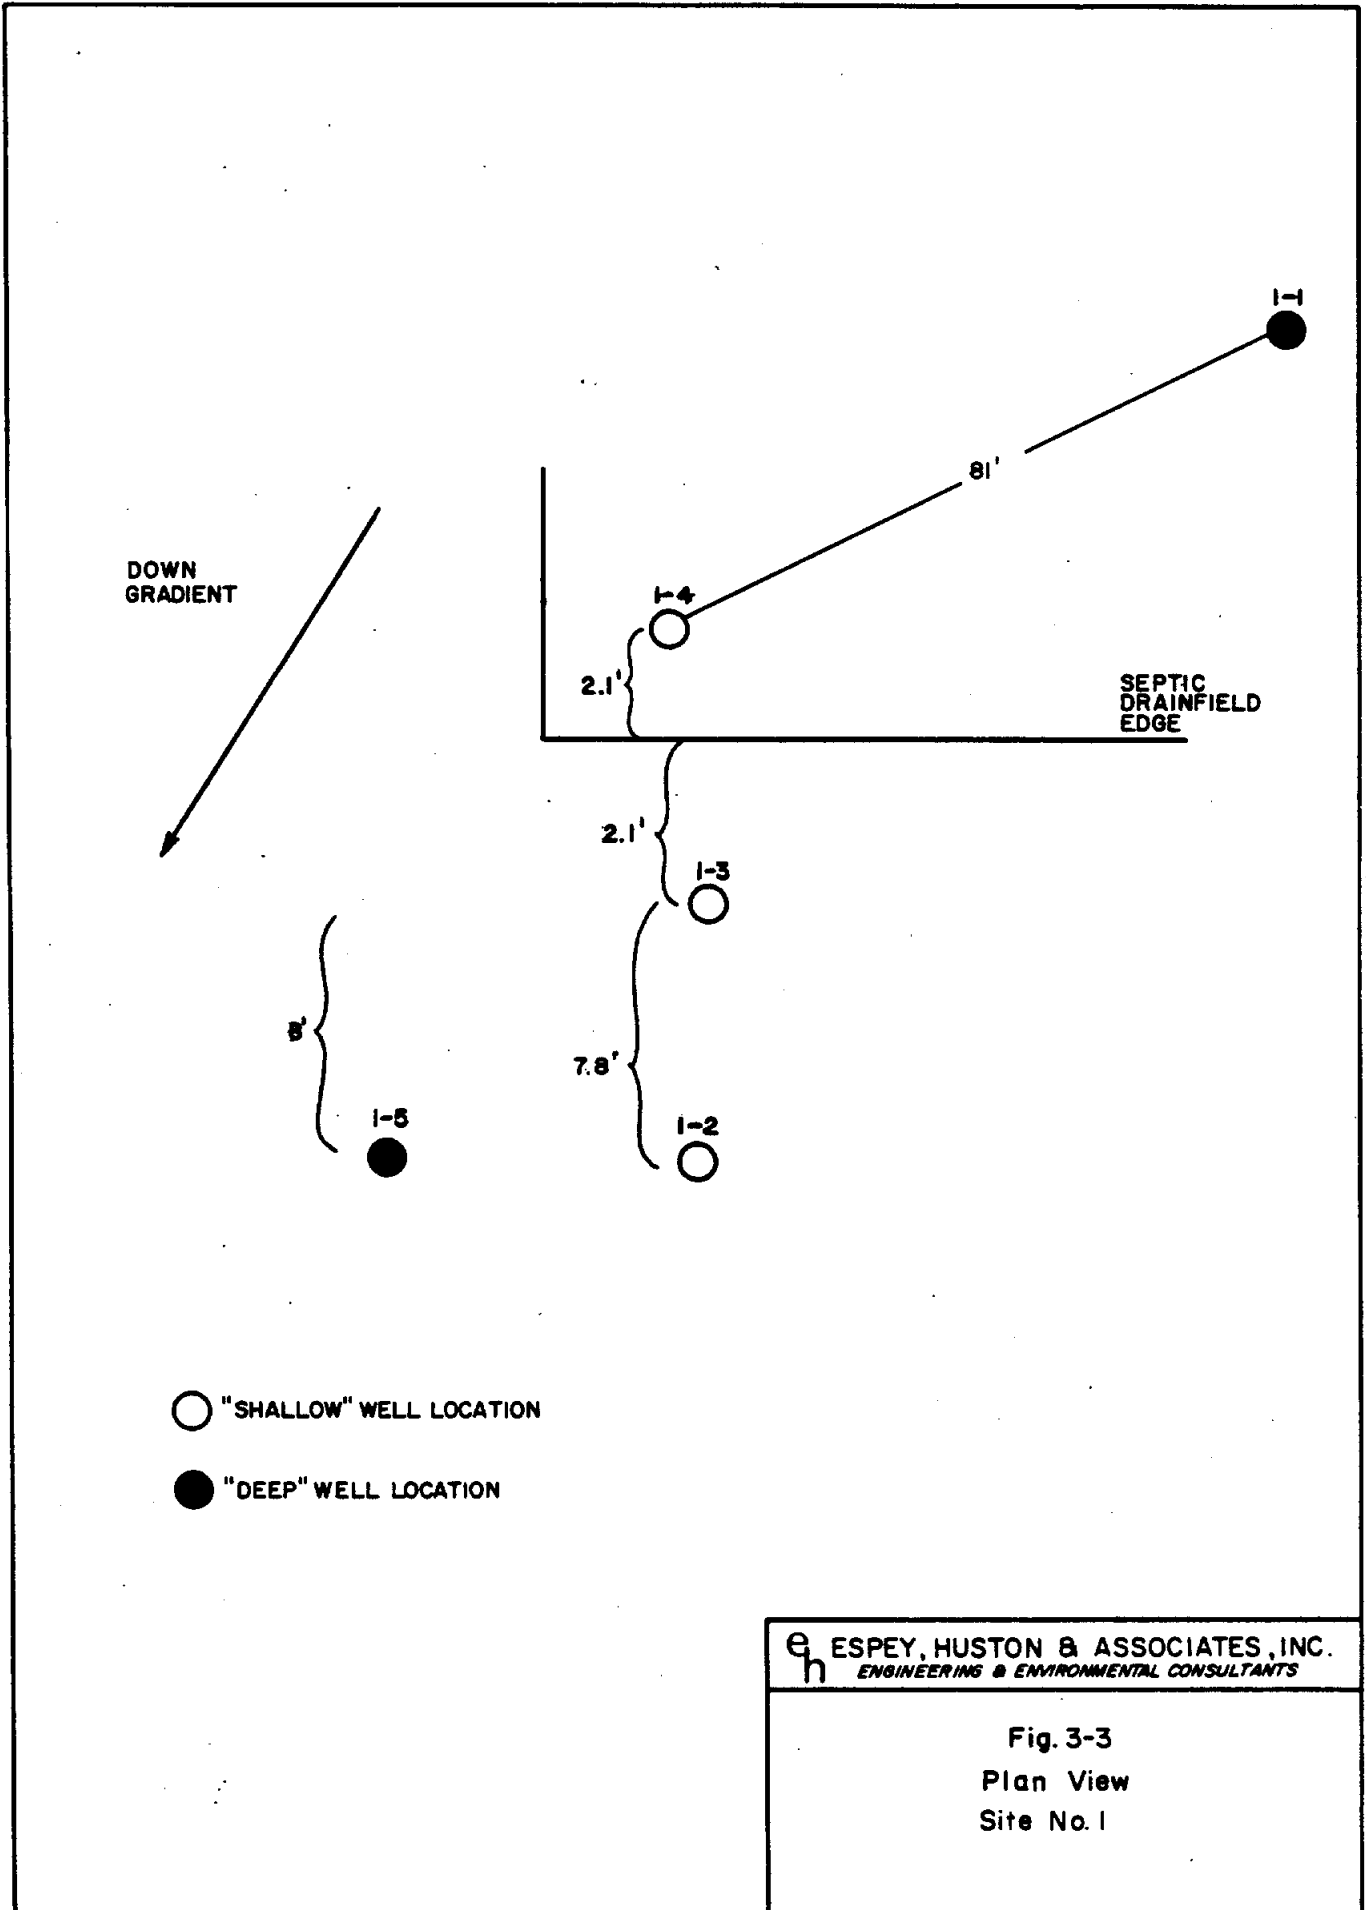 1-1
81'
DOWN
GRADIENT
1-4
2.1'
SEPTIC
DRAINFIELD
EDGE
2.1'
1-3
7.8'
1-5
1-2
"SHALLOW" WELL LOCATION
"DEEP" WELL LOCATION
eh ESPEY, HUSTON & ASSOCIATES, INC.
ENGINEERING & ENVIRONMENTAL CONSULTANTS
Fig. 3-3
Plan View
Site No. 1